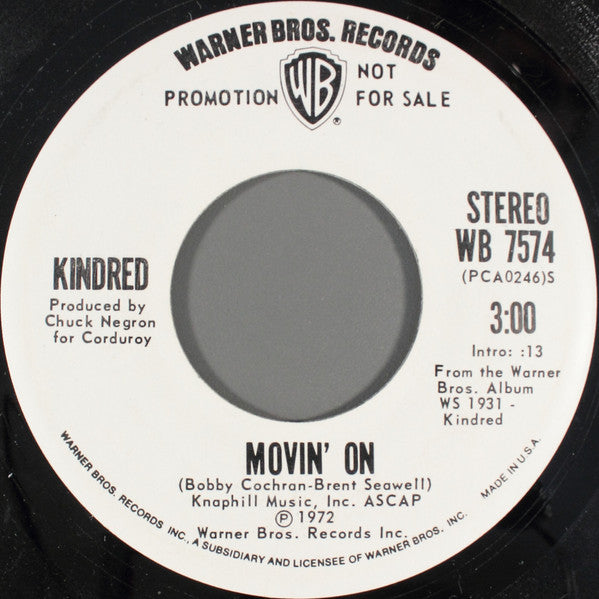 WARNER BROS. RECORDS
PROMOTION NOT
FOR SALE
WB
®
STEREO
WB 7574
(PCA0246)S
3:00
Intro: :13
From the Warner
Bros. Album
WS 1931 -
Kindred
KINDRED
Produced by
Chuck Negron
for Corduroy
MOVIN' ON
(Bobby Cochran-Brent Seawell)
Knaphill Music, Inc. ASCAP
℗ 1972
Warner Bros. Records Inc.
WARNER BROS. RECORDS INC., A SUBSIDIARY AND LICENSEE OF WARNER BROS. INC.
MADE IN U.S.A.